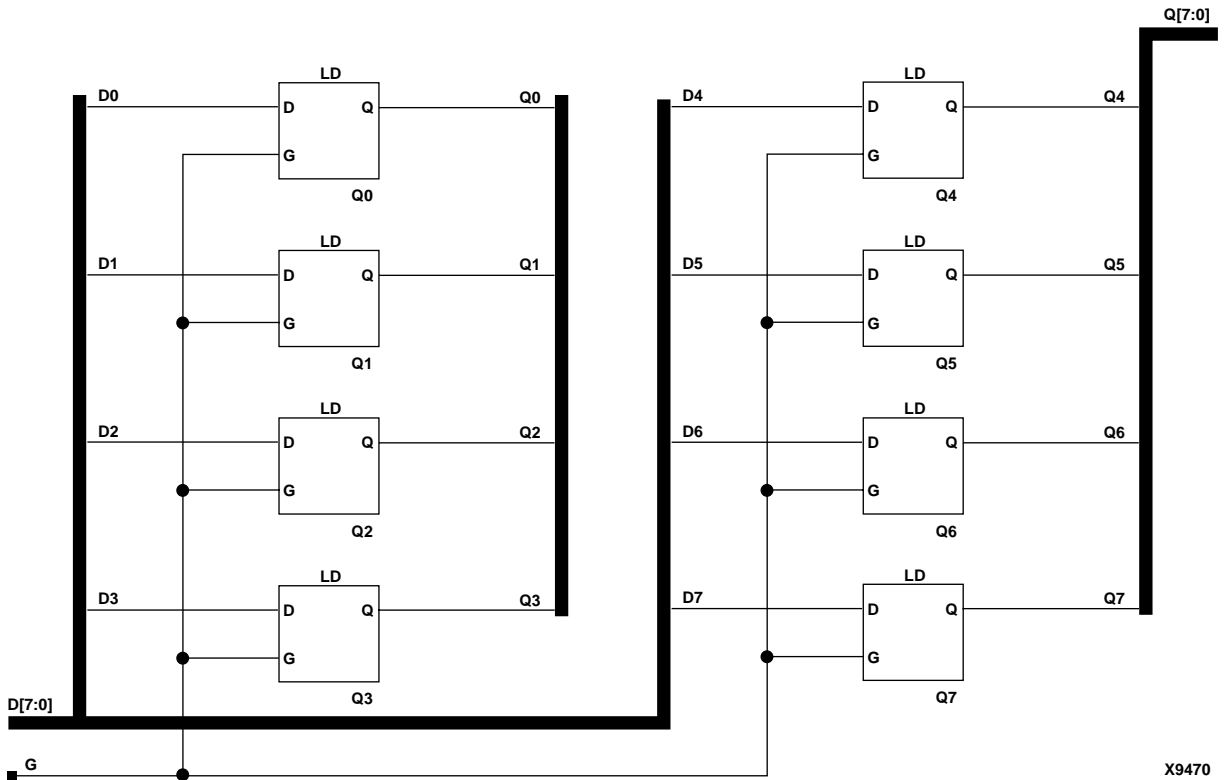 Q[7:0]
LD LD
D0 D Q Q0 D4 D Q Q4
G G
Q0 Q4
LD LD
D1 D Q Q1 D5 D Q Q5
G G
Q1 Q5
LD LD
D2 D Q Q2 D6 D Q Q6
G G
Q2 Q6
LD LD
D3 D Q Q3 D7 D Q Q7
G G
Q3 Q7
D[7:0]
G
X9470